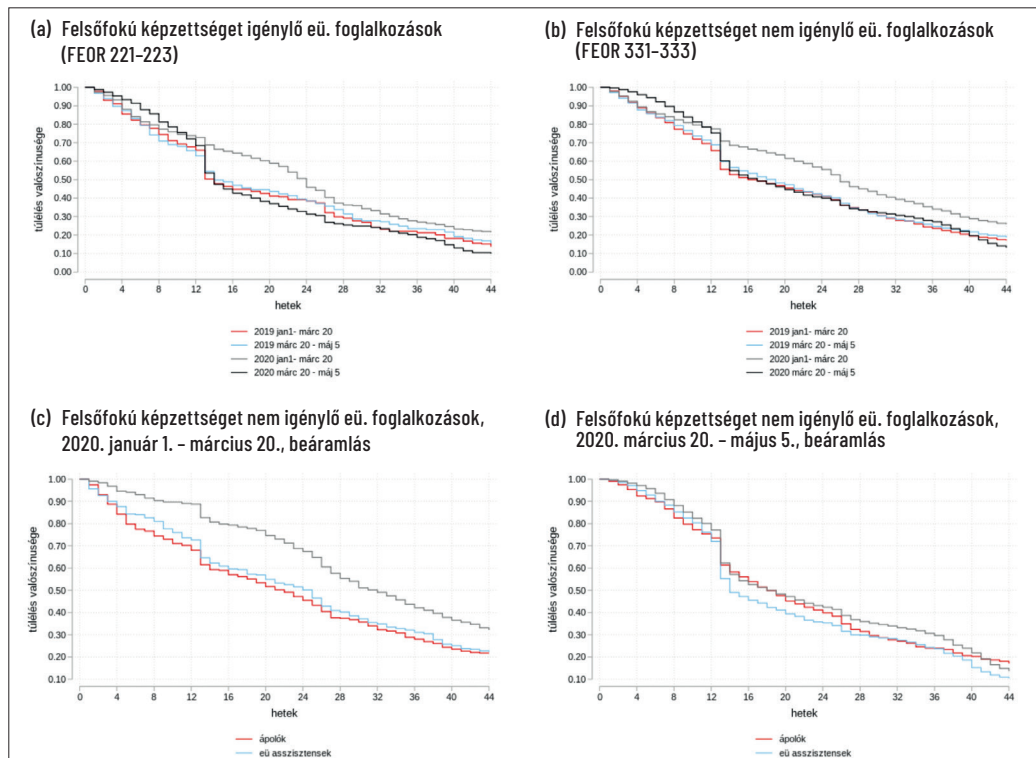 (a) Felsőfokú képzettséget igénylő eü. foglalkozások
(FEOR 221–223)
1.00
0.90
0.80
0.70
0.60
0.50
0.40
0.30
0.20
0.10
0.00
túlélés valószínűsége
0 4 8 12 16 20 24 28 32 36 40 44
hetek
2019 jan1- márc 20
2019 márc 20 - máj 5
2020 jan1- márc 20
2020 márc 20 - máj 5
(b) Felsőfokú képzettséget nem igénylő eü. foglalkozások
(FEOR 331–333)
1.00
0.90
0.80
0.70
0.60
0.50
0.40
0.30
0.20
0.10
0.00
túlélés valószínűsége
0 4 8 12 16 20 24 28 32 36 40 44
hetek
2019 jan1- márc 20
2019 márc 20 - máj 5
2020 jan1- márc 20
2020 márc 20 - máj 5
(c) Felsőfokú képzettséget nem igénylő eü. foglalkozások,
2020. január 1. – március 20., beáramlás
1.00
0.90
0.80
0.70
0.60
0.50
0.40
0.30
0.20
0.10
túlélés valószínűsége
0 4 8 12 16 20 24 28 32 36 40 44
hetek
ápolók
eü asszisztensek
(d) Felsőfokú képzettséget nem igénylő eü. foglalkozások,
2020. március 20. – május 5., beáramlás
1.00
0.90
0.80
0.70
0.60
0.50
0.40
0.30
0.20
0.10
túlélés valószínűsége
0 4 8 12 16 20 24 28 32 36 40 44
hetek
ápolók
eü asszisztensek